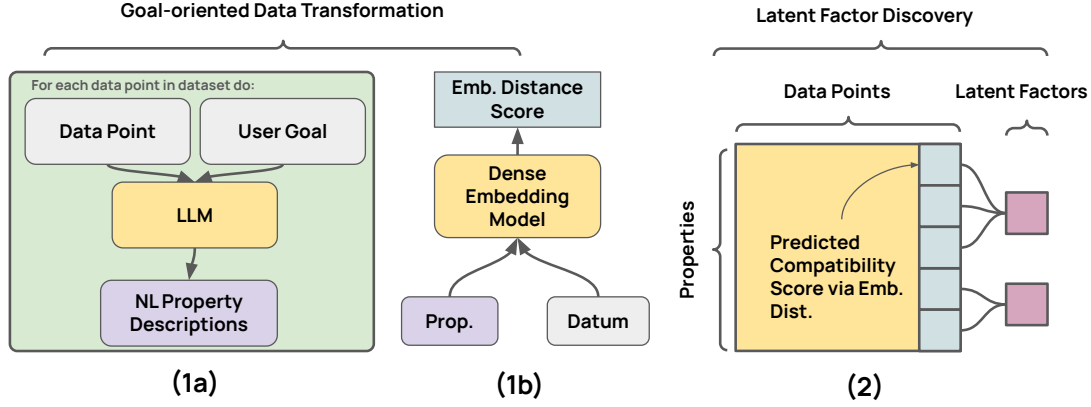 Goal-oriented Data Transformation
For each data point in dataset do:
Data Point
User Goal
LLM
NL Property
Descriptions
(1a)
Emb. Distance
Score
Dense
Embedding
Model
Prop.
Datum
(1b)
Latent Factor Discovery
Data Points
Latent Factors
Properties
Predicted
Compatibility
Score via Emb.
Dist.
(2)